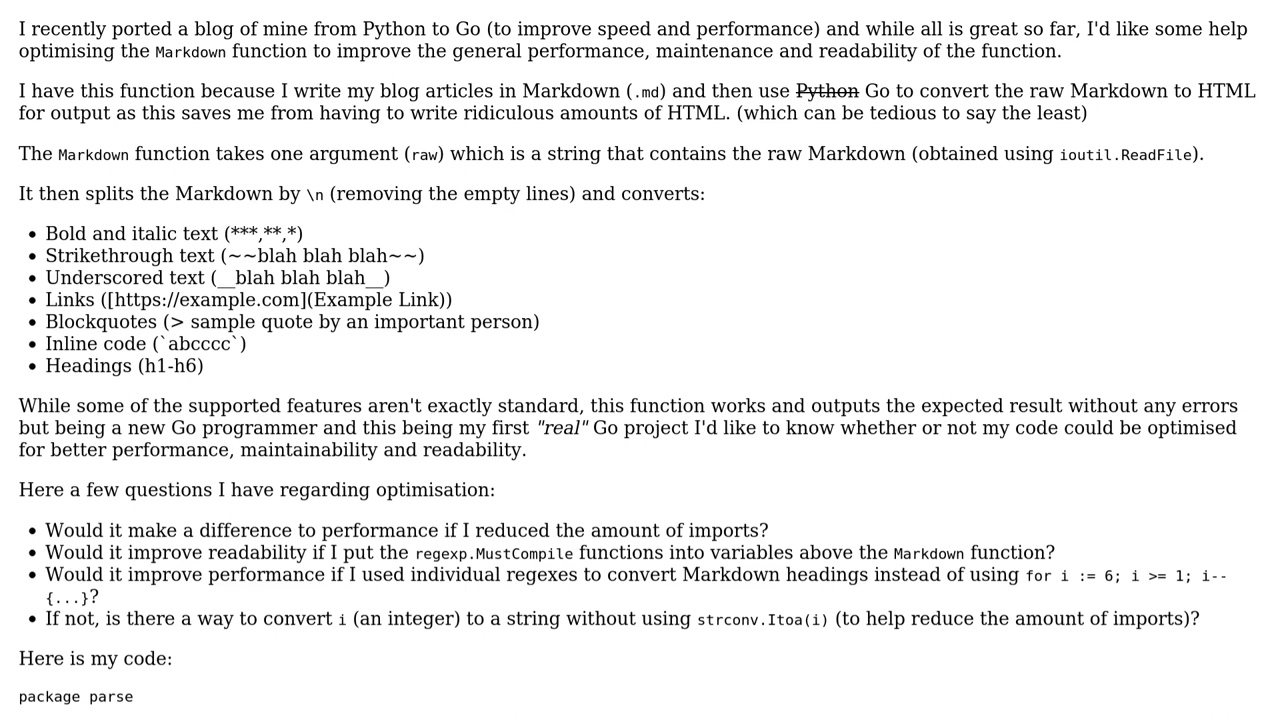 I recently ported a blog of mine from Python to Go (to improve speed and performance) and while all is great so far, I'd like some help
optimising the Markdown function to improve the general performance, maintenance and readability of the function.
I have this function because I write my blog articles in Markdown (.md) and then use Python Go to convert the raw Markdown to HTML
for output as this saves me from having to write ridiculous amounts of HTML. (which can be tedious to say the least)
The Markdown function takes one argument (raw) which is a string that contains the raw Markdown (obtained using ioutil.ReadFile).
It then splits the Markdown by \n (removing the empty lines) and converts:
• Bold and italic text (***,**,*)
• Strikethrough text (~~blah blah blah~~)
• Underscored text (__blah blah blah__)
• Links ([https://example.com](Example Link))
• Blockquotes (> sample quote by an important person)
• Inline code (`abcccc`)
• Headings (h1-h6)
While some of the supported features aren't exactly standard, this function works and outputs the expected result without any errors
but being a new Go programmer and this being my first "real" Go project I'd like to know whether or not my code could be optimised
for better performance, maintainability and readability.
Here a few questions I have regarding optimisation:
• Would it make a difference to performance if I reduced the amount of imports?
• Would it improve readability if I put the regexp.MustCompile functions into variables above the Markdown function?
• Would it improve performance if I used individual regexes to convert Markdown headings instead of using for i := 6; i >= 1; i--
{...}?
• If not, is there a way to convert i (an integer) to a string without using strconv.Itoa(i) (to help reduce the amount of imports)?
Here is my code:
package parse